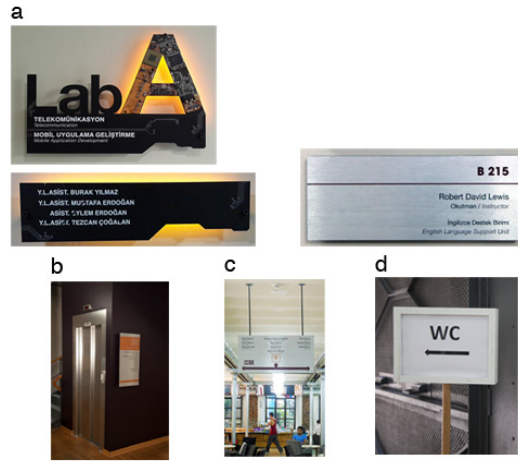 a
Lab A
TELEKOMÜNİKASYON
Telecommunication
MOBİL UYGULAMA GELİŞTİRME
Mobile Application Development
Y.L.ASİST. BURAK YILMAZ
Y.L.ASİST. MUSTAFA ERDOĞAN
ASİST. EYLEM ERDOĞAN
Y.L.ASİST. TEZCAN ÇOĞALAN
B 215
Robert David Lewis
Okutman / Instructor
İngilizce Destek Birimi
English Language Support Unit
b
c
d
WC